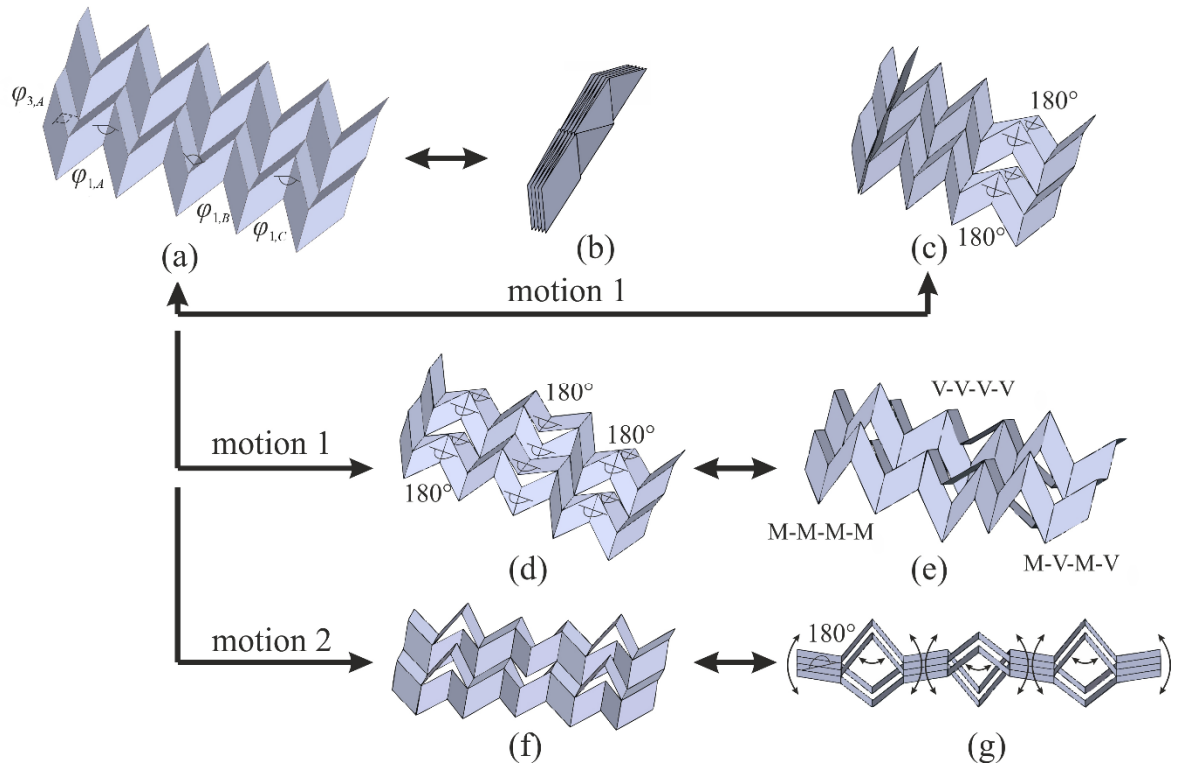 φ3,A
φ1,A
φ1,B
φ1,C
(a)
(b)
180°
180°
(c)
motion 1
motion 1
180°
180°
180°
(d)
V-V-V-V
M-M-M-M
M-V-M-V
(e)
motion 2
(f)
180°
(g)